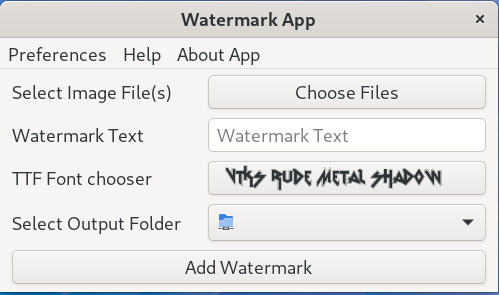 Watermark App
Preferences Help About App
Select Image File(s) Choose Files
Watermark Text Watermark Text
TTF Font chooser VTKS RUDE METAL SHADOW
Select Output Folder
Add Watermark